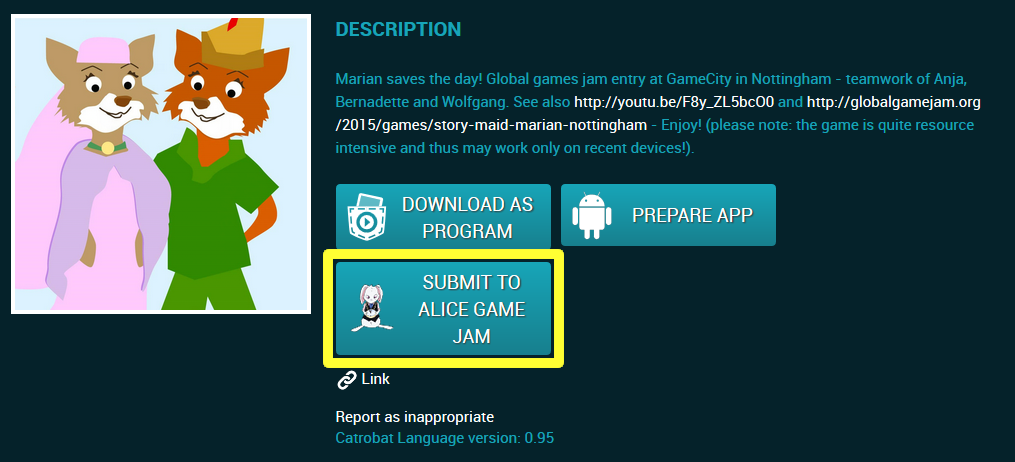 DESCRIPTION
Marian saves the day! Global games jam entry at GameCity in Nottingham - teamwork of Anja,
Bernadette and Wolfgang. See also http://youtu.be/F8y_ZL5bcO0 and http://globalgamejam.org
/2015/games/story-maid-marian-nottingham - Enjoy! (please note: the game is quite resource
intensive and thus may work only on recent devices!).
DOWNLOAD AS
PROGRAM
PREPARE APP
SUBMIT TO
ALICE GAME
JAM
Link
Report as inappropriate
Catrobat Language version: 0.95